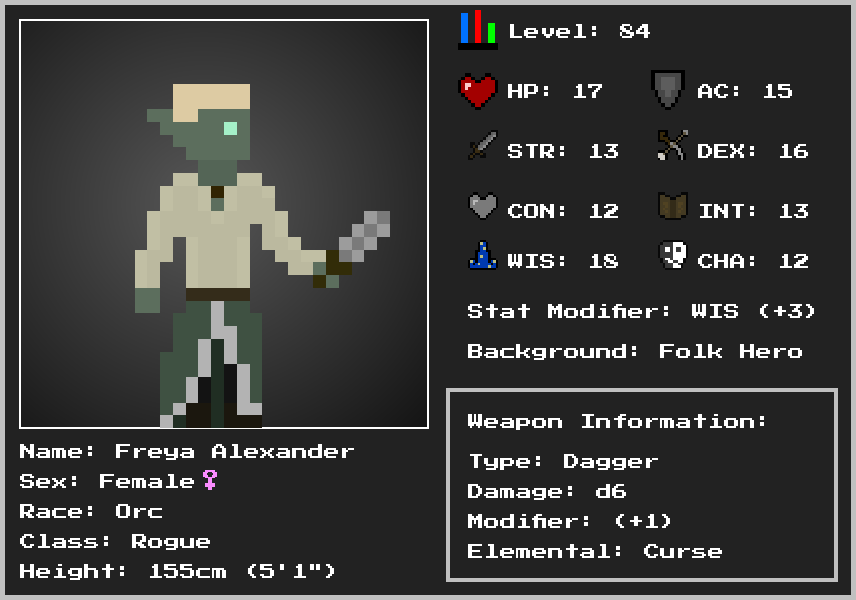 Level: 84
HP: 17
AC: 15
STR: 13
DEX: 16
CON: 12
INT: 13
WIS: 18
CHA: 12
Stat Modifier: WIS (+3)
Background: Folk Hero
Weapon Information:
Type: Dagger
Damage: d6
Modifier: (+1)
Elemental: Curse
Name: Freya Alexander
Sex: Female♀
Race: Orc
Class: Rogue
Height: 155cm (5'1")